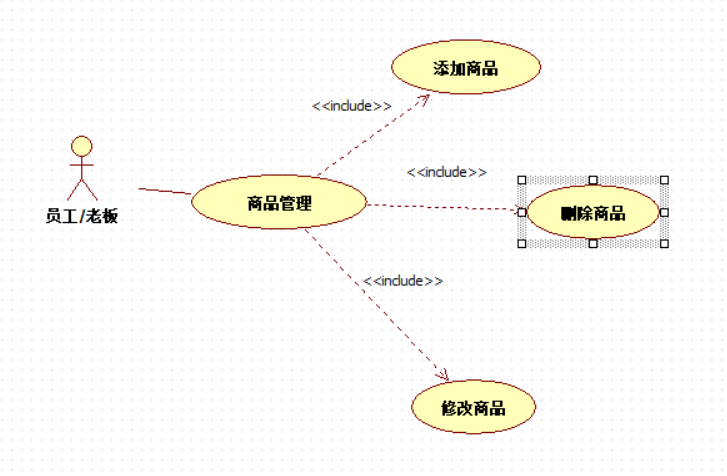 添加商品
<<include>>
<<include>>
员工/老板
商品管理
删除商品
<<include>>
修改商品